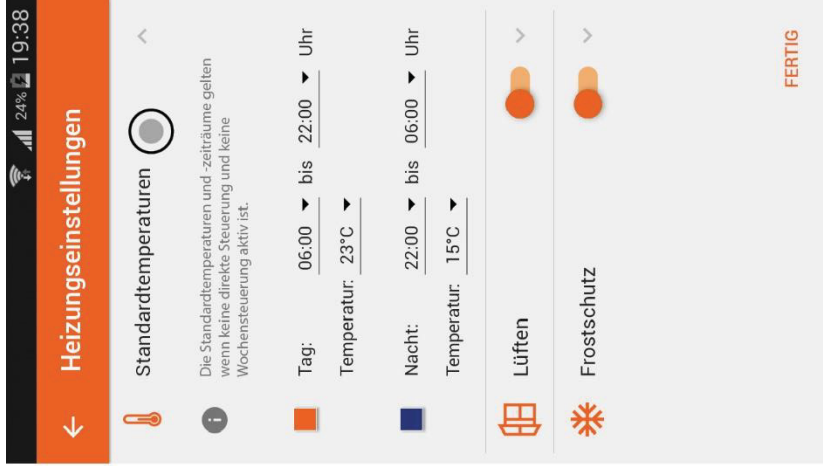 24% 19:38
Heizungseinstellungen
Standardtemperaturen
Die Standardtemperaturen und -zeiträume gelten
wenn keine direkte Steuerung und keine
Wochensteuerung aktiv ist.
Tag: 06:00 bis 22:00 Uhr
Temperatur: 23°C
Nacht: 22:00 bis 06:00 Uhr
Temperatur: 15°C
Lüften
Frostschutz
FERTIG